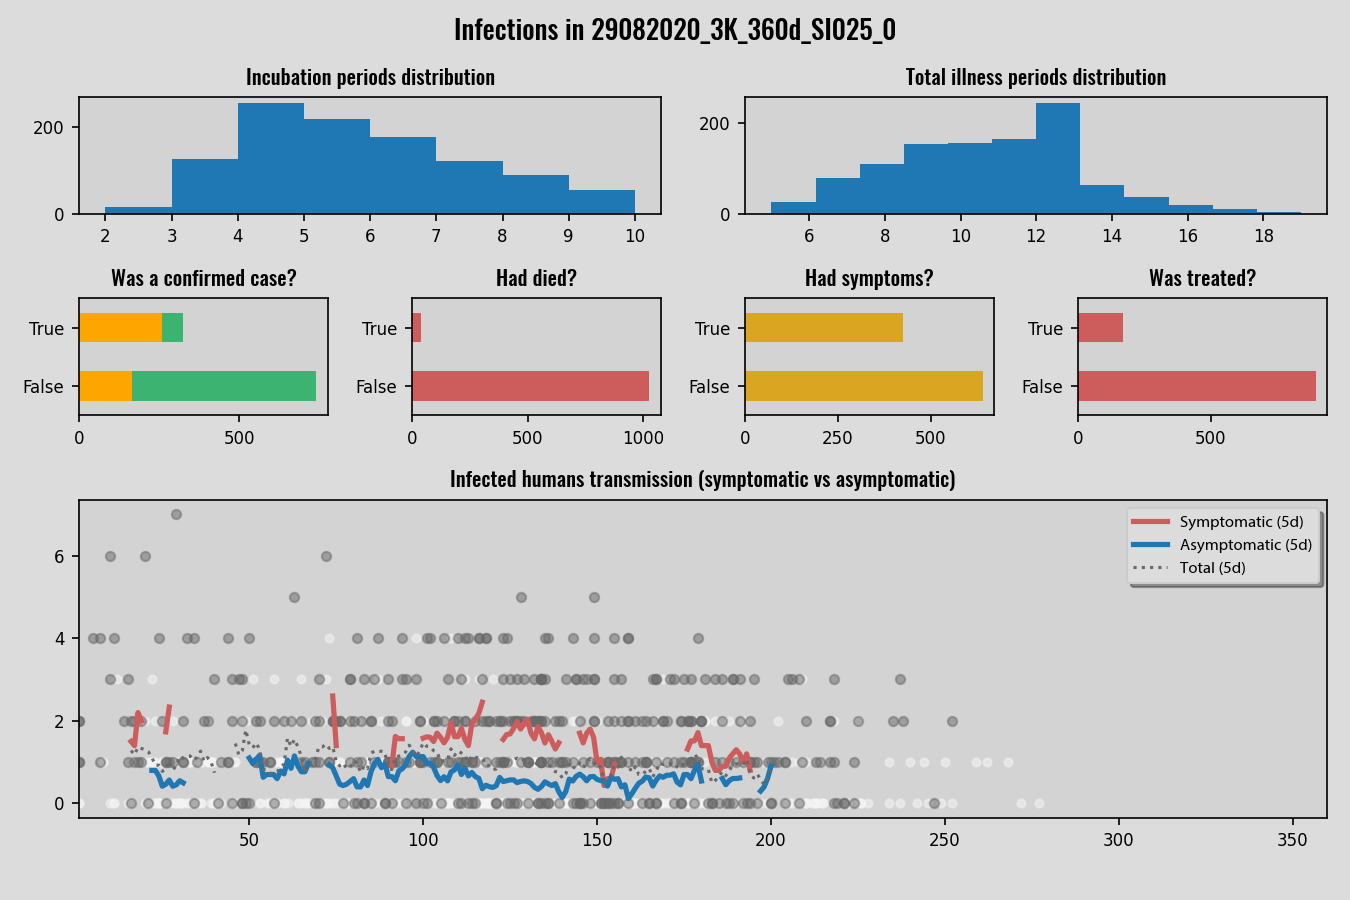 Infections in 29082020_3K_360d_SI025_0
Incubation periods distribution
Total illness periods distribution
200
0
2 3 4 5 6 7 8 9 10
200
0
6 8 10 12 14 16 18
Was a confirmed case?
Had died?
Had symptoms?
Was treated?
True
False
0 500
True
False
0 500 1000
True
False
0 250 500
True
False
0 500
Infected humans transmission (symptomatic vs asymptomatic)
Symptomatic (5d)
Asymptomatic (5d)
Total (5d)
6
4
2
0
50 100 150 200 250 300 350